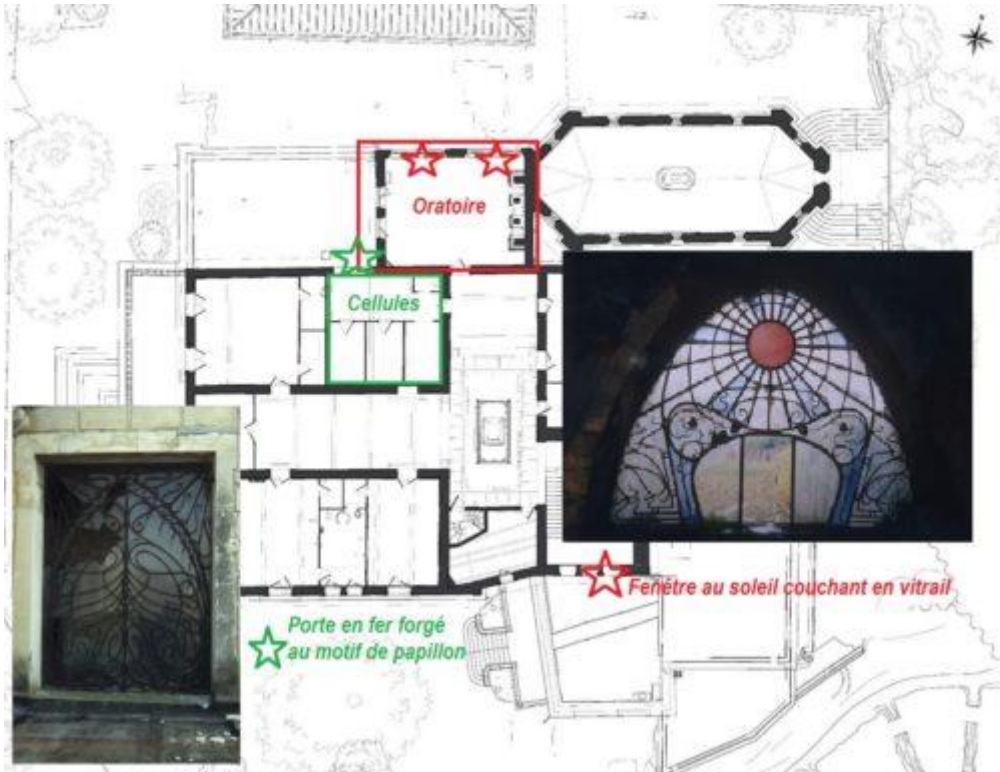 Oratoire
Cellules
Fenêtre au soleil couchant en vitrail
Porte en fer forgé
au motif de papillon